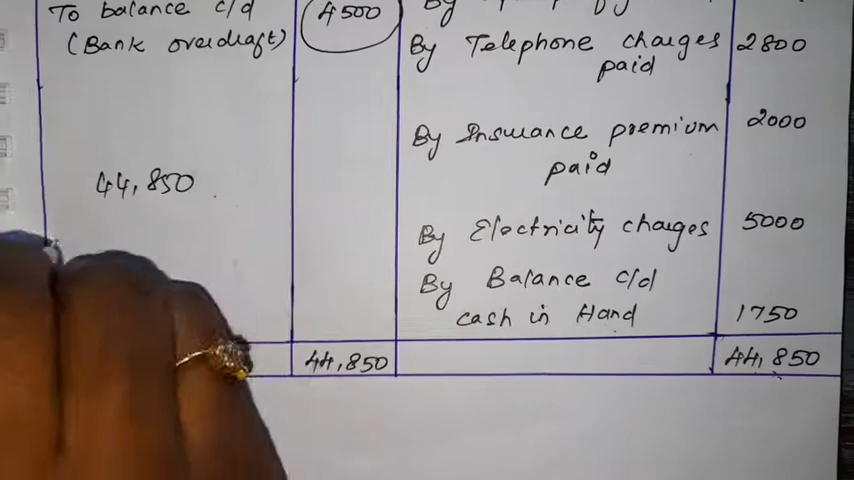 To balance c/d
(Bank overdraft)
4500
By
By Telephone charges
paid
2800
By Insurance premium
paid
2000
44,850
By Electricity charges
5000
By Balance c/d
cash in Hand
1750
44,850
44,850